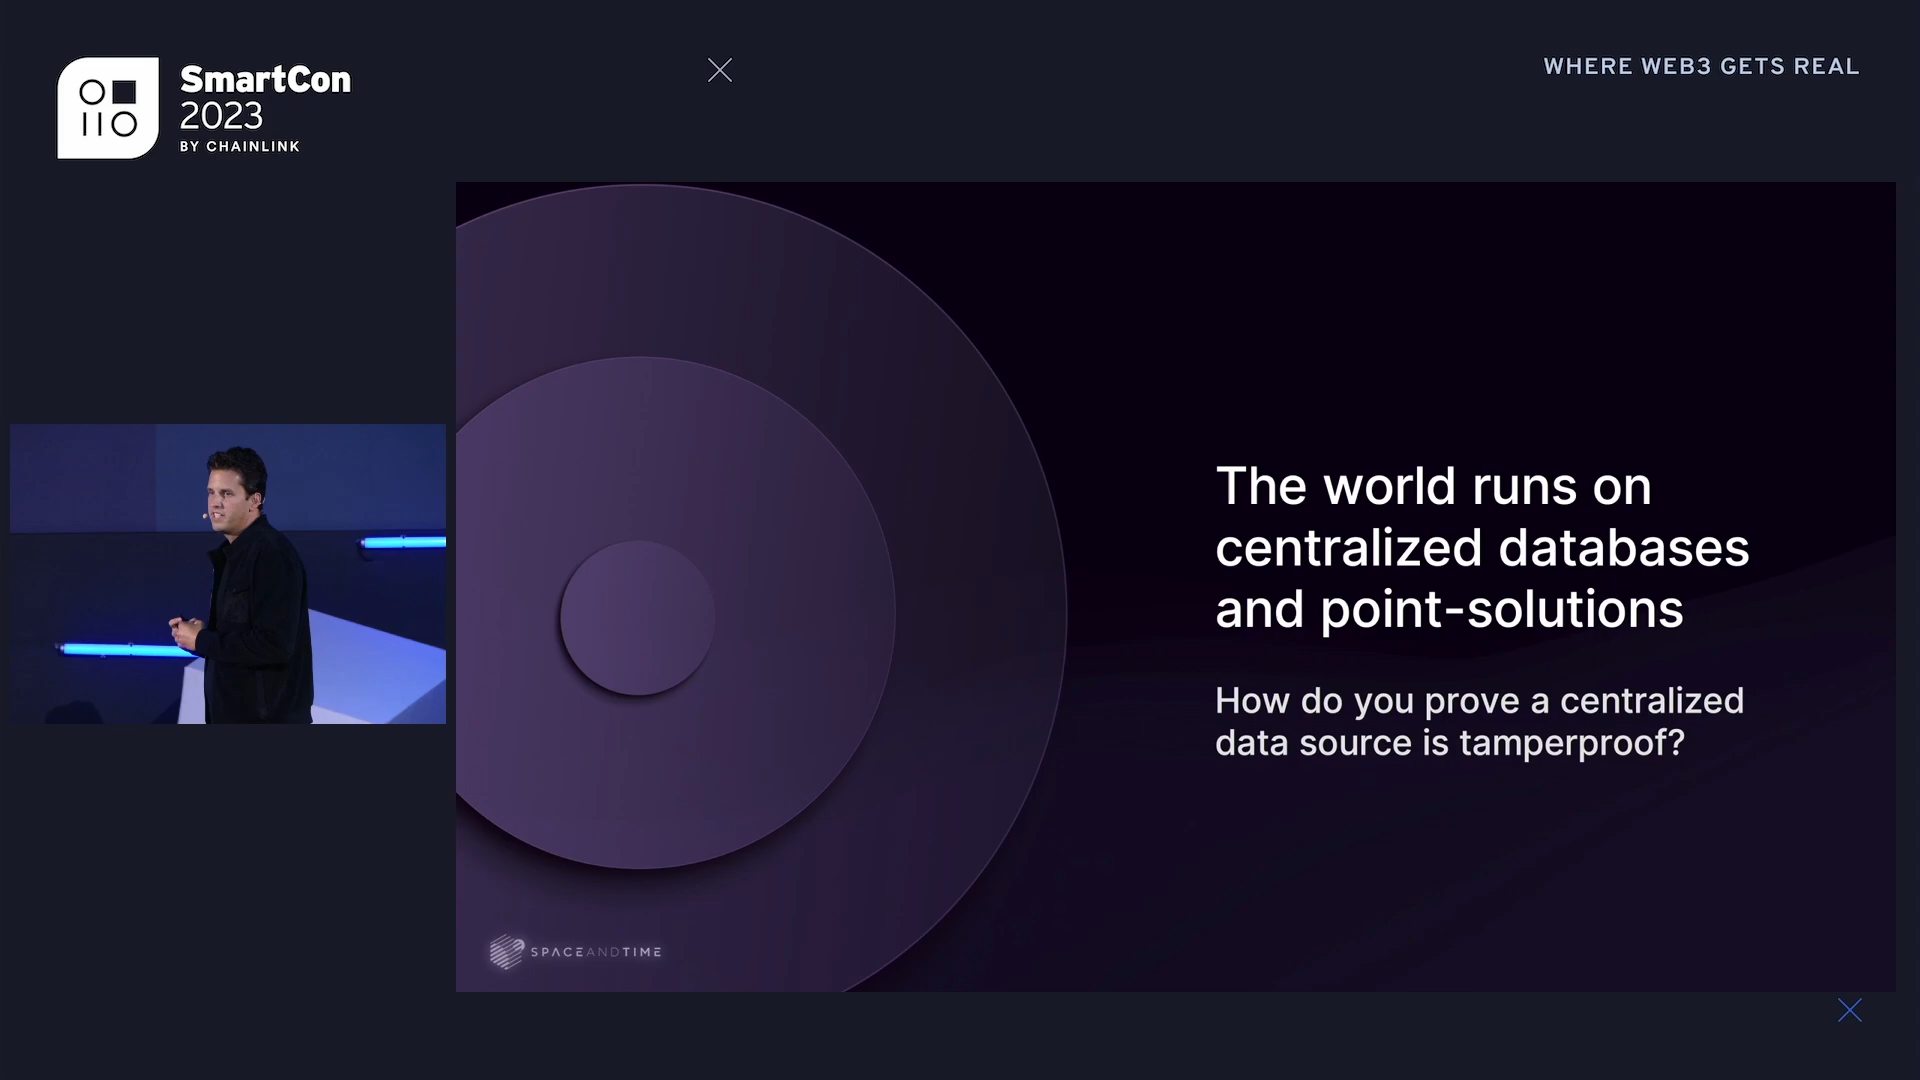 SmartCon
2023
BY CHAINLINK
WHERE WEB3 GETS REAL
The world runs on
centralized databases
and point-solutions
How do you prove a centralized
data source is tamperproof?
SPACEANDTIME